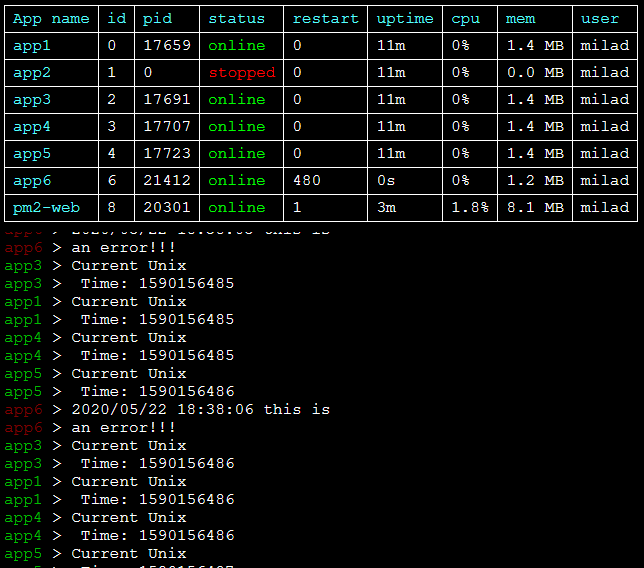 App name id pid status restart uptime cpu mem user
app1 0 17659 online 0 11m 0% 1.4 MB milad
app2 1 0 stopped 0 11m 0% 0.0 MB milad
app3 2 17691 online 0 11m 0% 1.4 MB milad
app4 3 17707 online 0 11m 0% 1.4 MB milad
app5 4 17723 online 0 11m 0% 1.4 MB milad
app6 6 21412 online 480 0s 0% 1.2 MB milad
pm2-web 8 20301 online 1 3m 1.8% 8.1 MB milad
app6 > an error!!!
app3 > Current Unix
app3 >  Time: 1590156485
app1 > Current Unix
app1 >  Time: 1590156485
app4 > Current Unix
app4 >  Time: 1590156485
app5 > Current Unix
app5 >  Time: 1590156486
app6 > 2020/05/22 18:38:06 this is
app6 > an error!!!
app3 > Current Unix
app3 >  Time: 1590156486
app1 > Current Unix
app1 >  Time: 1590156486
app4 > Current Unix
app4 >  Time: 1590156486
app5 > Current Unix